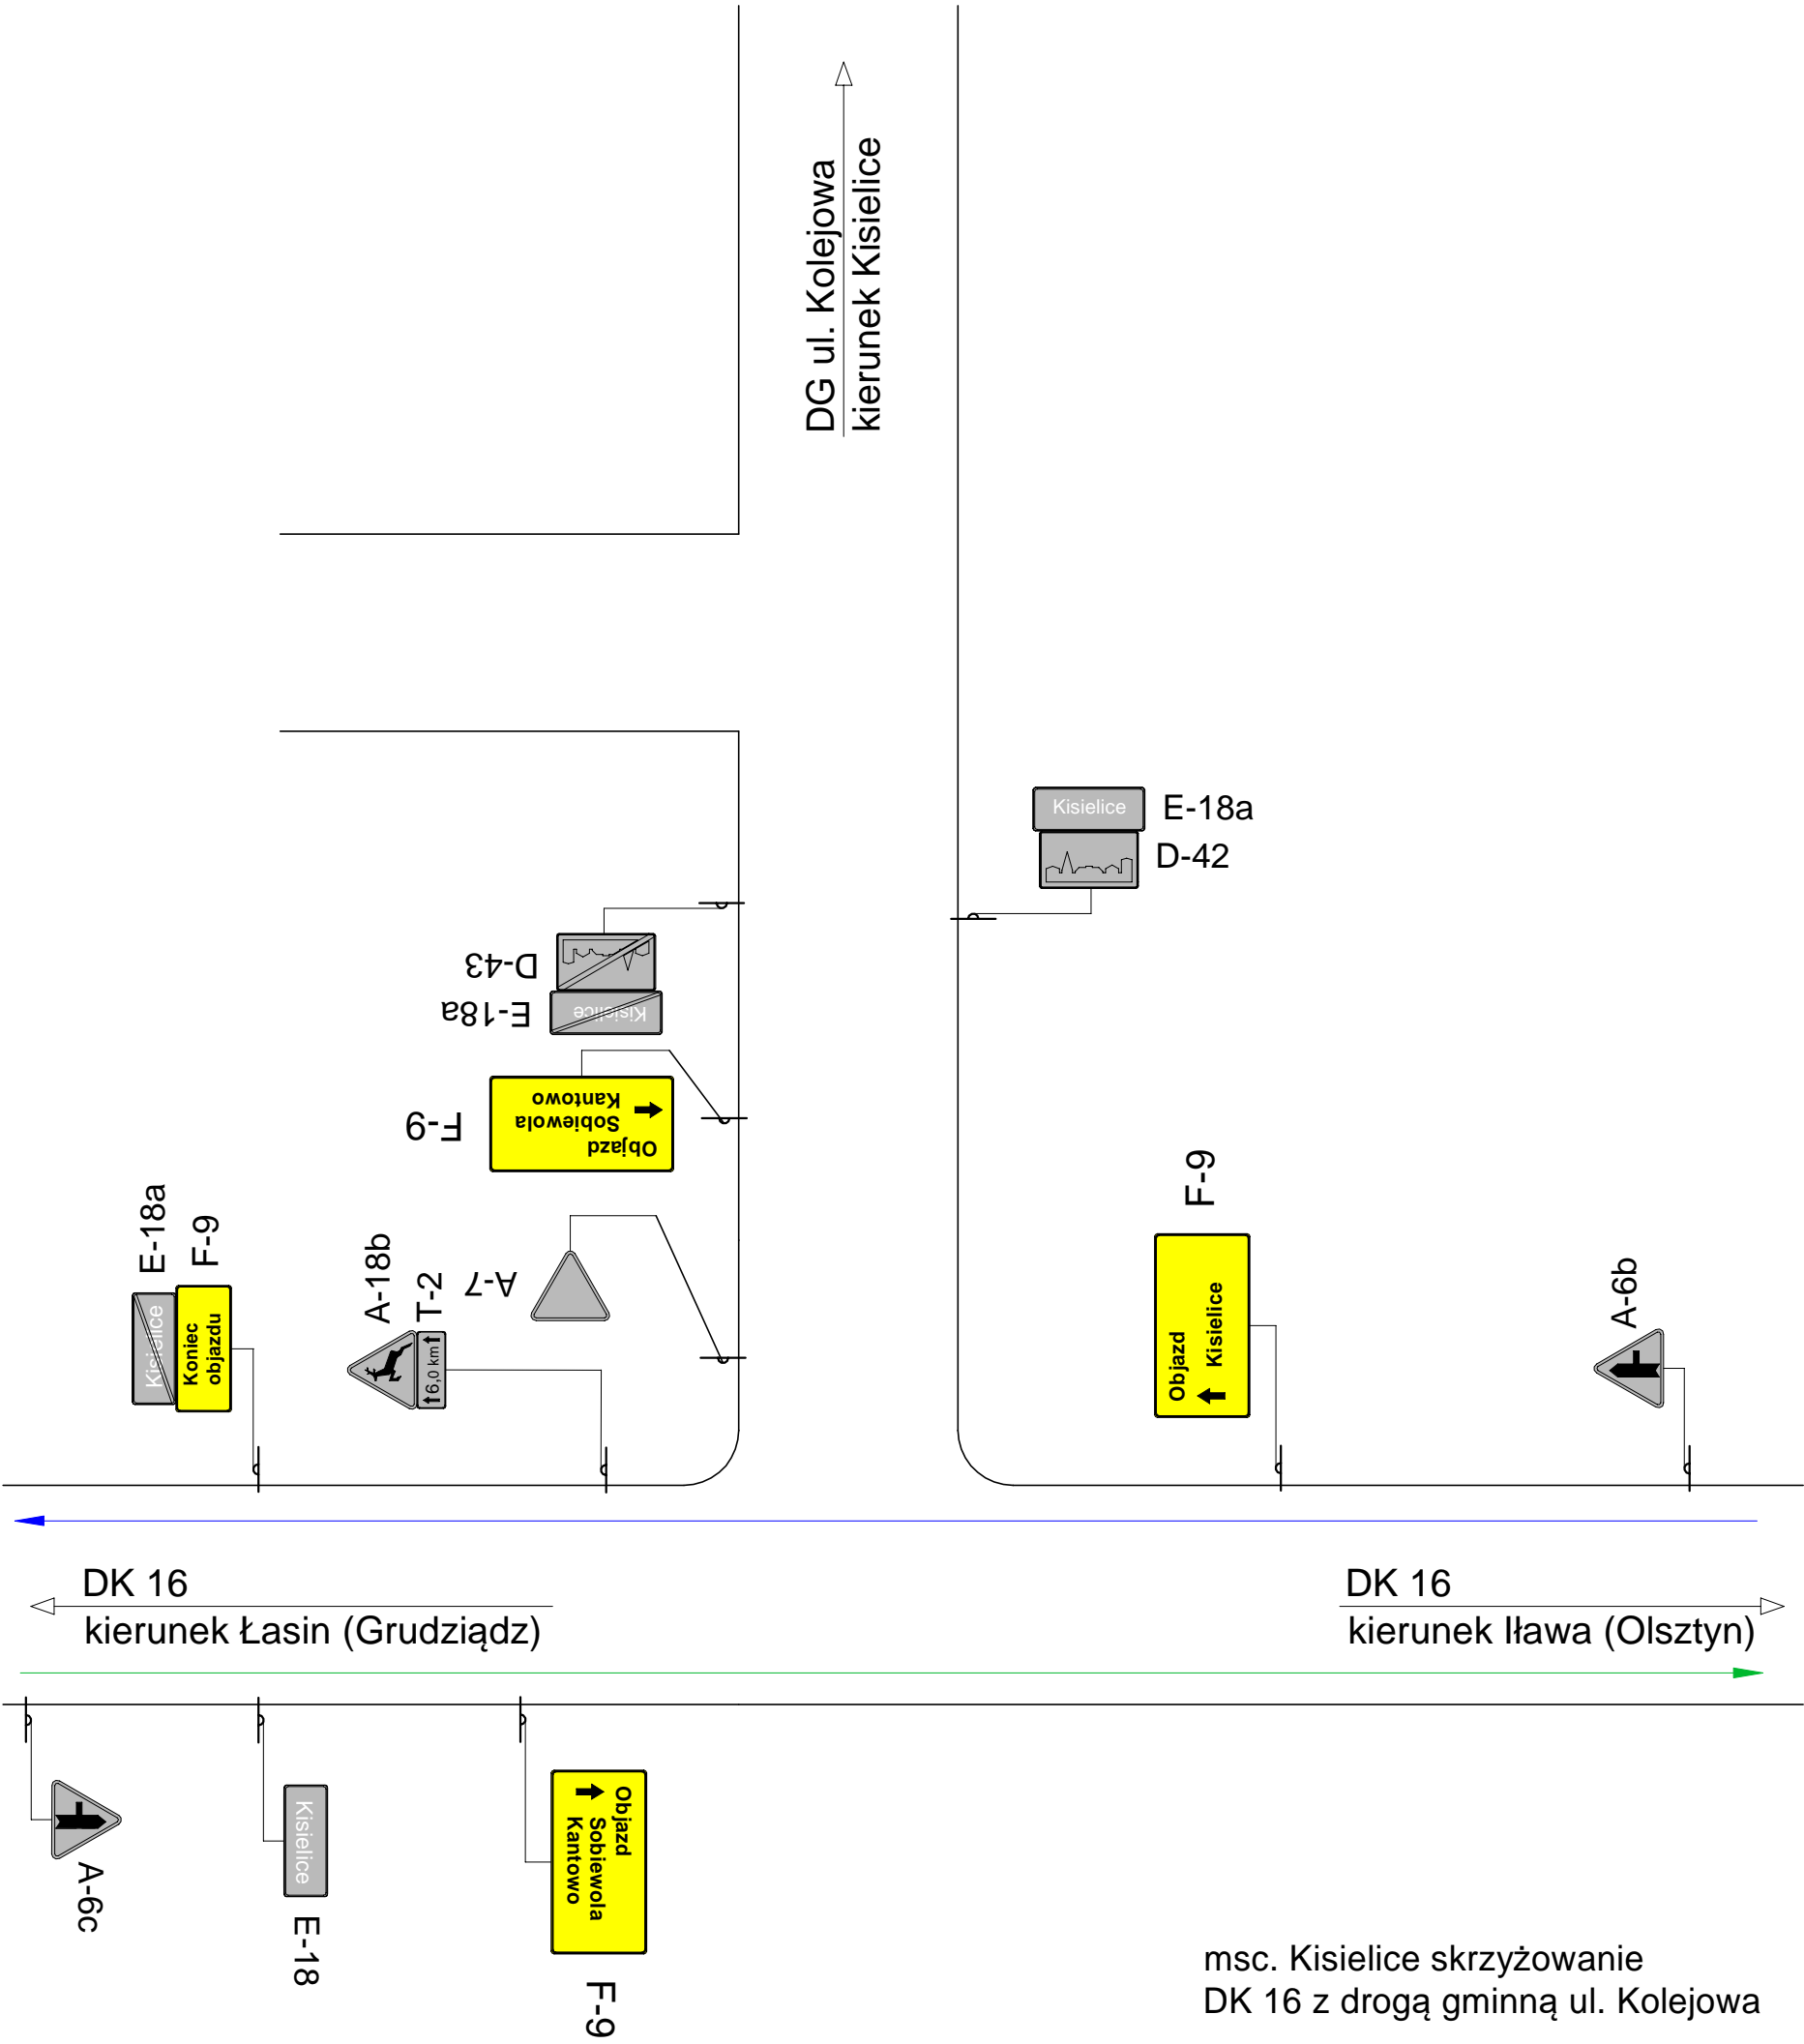 DG ul. Kolejowa
kierunek Kisielice
Kisielice
E-18a
D-42
D-43
E-18a
Kisielice
F-9
Objazd
Sobiewola
Kantowo
E-18a
F-9
Kisielice
Koniec
objazdu
A-18b
T-2
6,0 km
A-7
F-9
Objazd
Kisielice
A-6b
DK 16
kierunek Łasin (Grudziądz)
DK 16
kierunek Iława (Olsztyn)
A-6c
Kisielice
E-18
Objazd
Sobiewola
Kantowo
F-9
msc. Kisielice skrzyżowanie
DK 16 z drogą gminną ul. Kolejowa